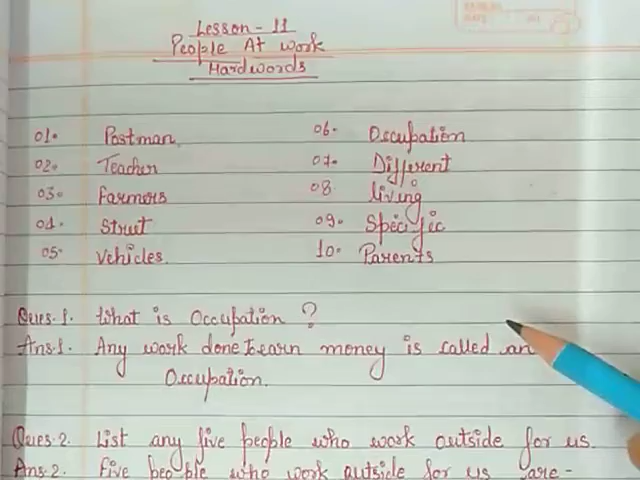 Lesson - 11
People At work
Hardwords
01. Postman
06. Occupation
02. Teacher
07. Different
03. Farmers
08. living
04. Street
09. Specific
05. Vehicles.
10. Parents
Ques.1. What is Occupation ?
Ans.1. Any work done to earn money is called an
Occupation.
Ques.2. List any five people who work outside for us.
Ans.2. Five people who work outside for us are-